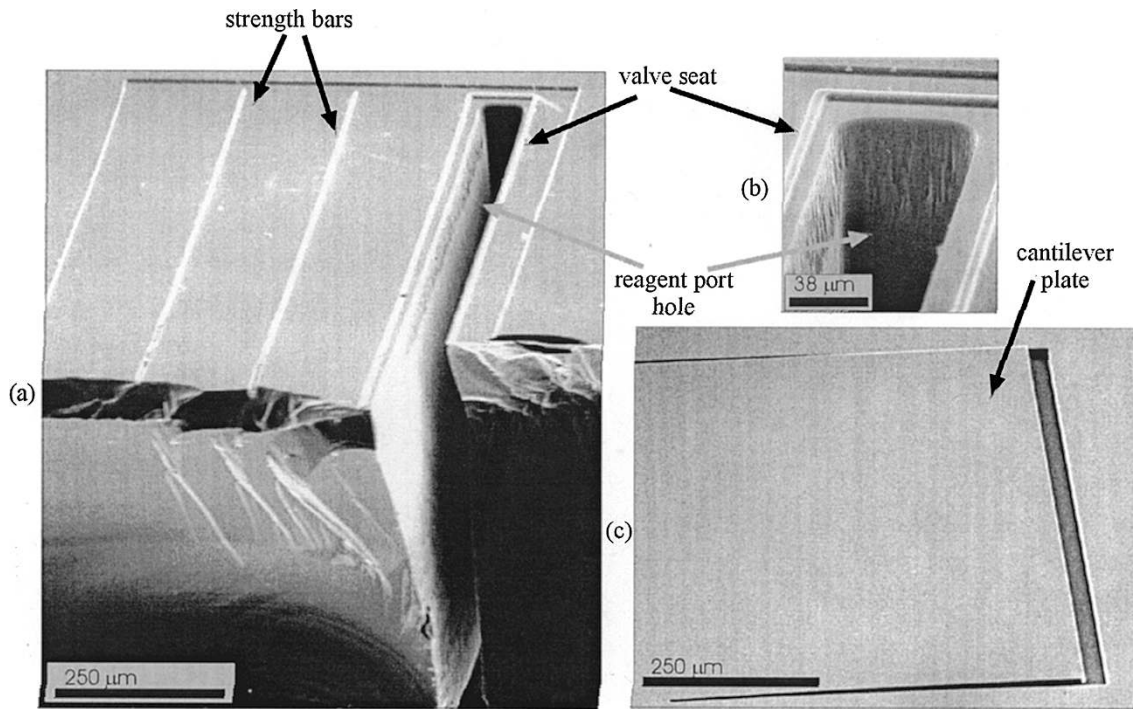 strength bars
valve seat
(b)
cantilever
plate
reagent port
hole
38 μm
(a)
(c)
250 μm
250 μm